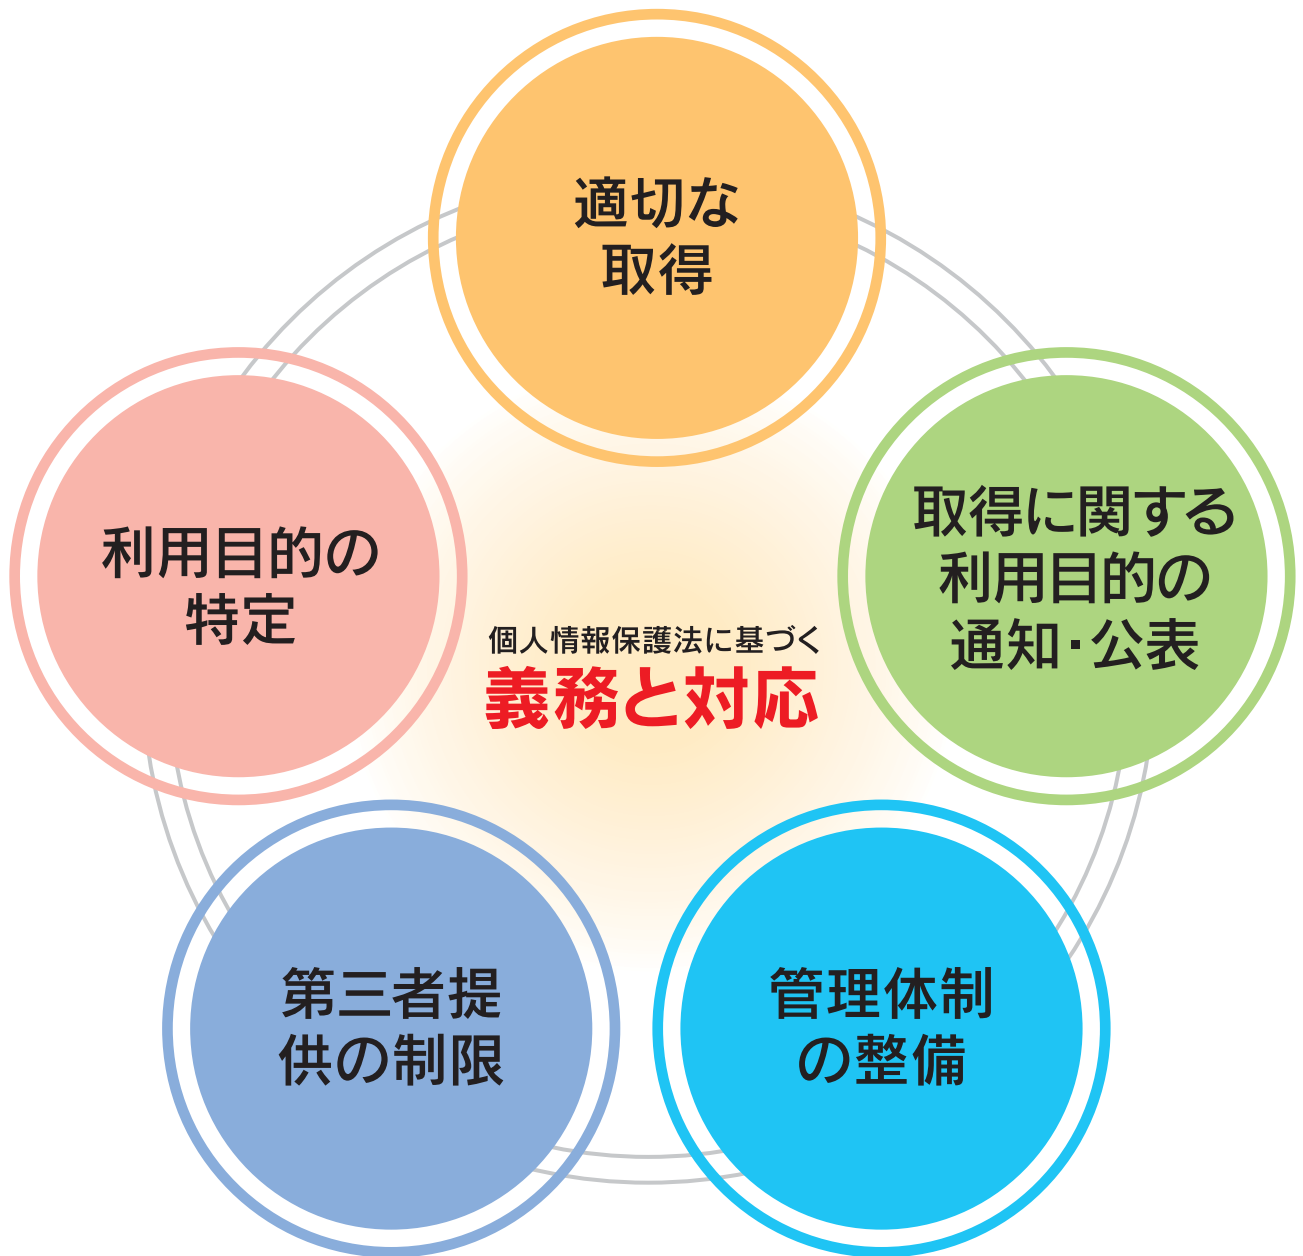 適切な
取得
取得に関する
利用目的の
通知・公表
管理体制
の整備
第三者提
供の制限
利用目的の
特定
個人情報保護法に基づく
義務と対応